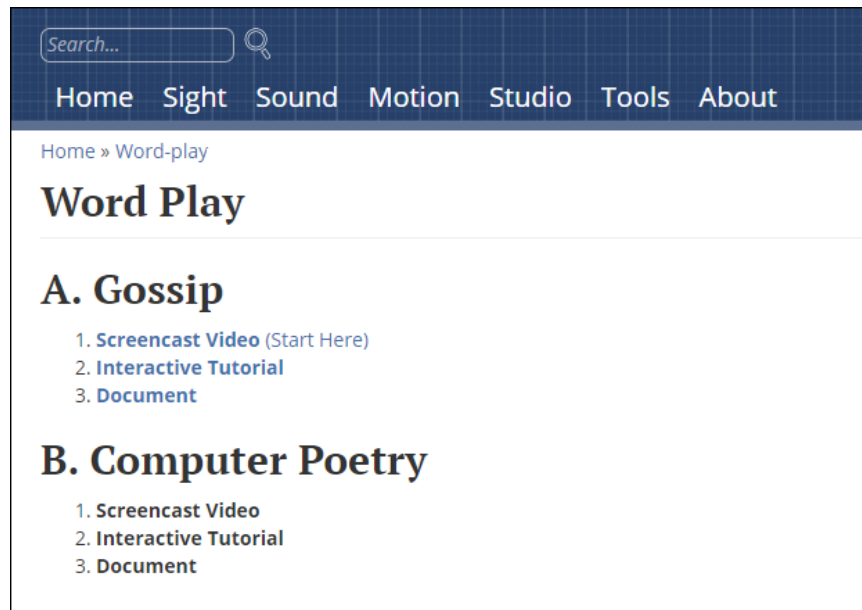 Search...
Home Sight Sound Motion Studio Tools About
Home » Word-play
Word Play
A. Gossip
1. Screencast Video (Start Here)
2. Interactive Tutorial
3. Document
B. Computer Poetry
1. Screencast Video
2. Interactive Tutorial
3. Document